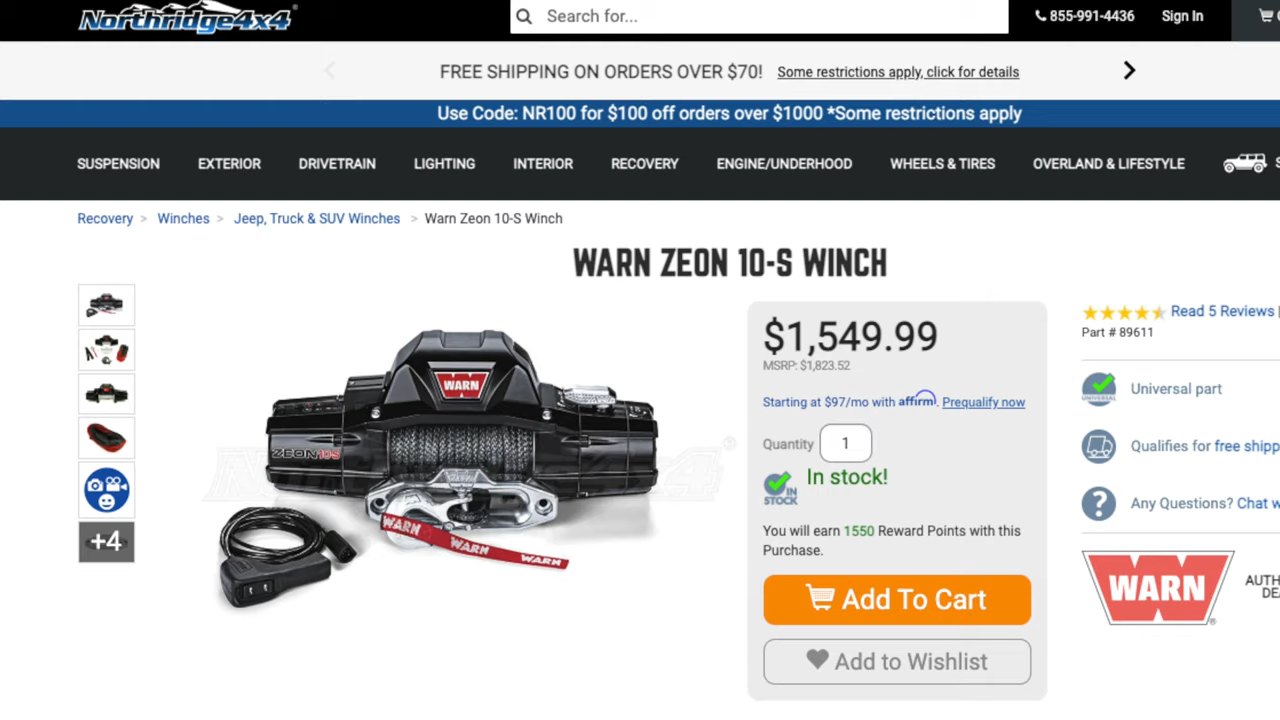 Northridge4x4
Search for...
855-991-4436
Sign In
FREE SHIPPING ON ORDERS OVER $70! Some restrictions apply, click for details
Use Code: NR100 for $100 off orders over $1000 *Some restrictions apply
SUSPENSION EXTERIOR DRIVETRAIN LIGHTING INTERIOR RECOVERY ENGINE/UNDERHOOD WHEELS & TIRES OVERLAND & LIFESTYLE S
Recovery > Winches > Jeep, Truck & SUV Winches > Warn Zeon 10-S Winch
WARN ZEON 10-S WINCH
+4
WARN
ZEON10-S
Northridge4x4
WARN WARN WARN
$1,549.99
MSRP: $1,823.52
Starting at $97/mo with affirm. Prequalify now
Quantity 1
IN STOCK
In stock!
You will earn 1550 Reward Points with this
Purchase.
Add To Cart
Add to Wishlist
Read 5 Reviews |
Part # 89611
UNIVERSAL
Universal part
Qualifies for free shipp
? Any Questions? Chat w
WARN
AUTH
DE